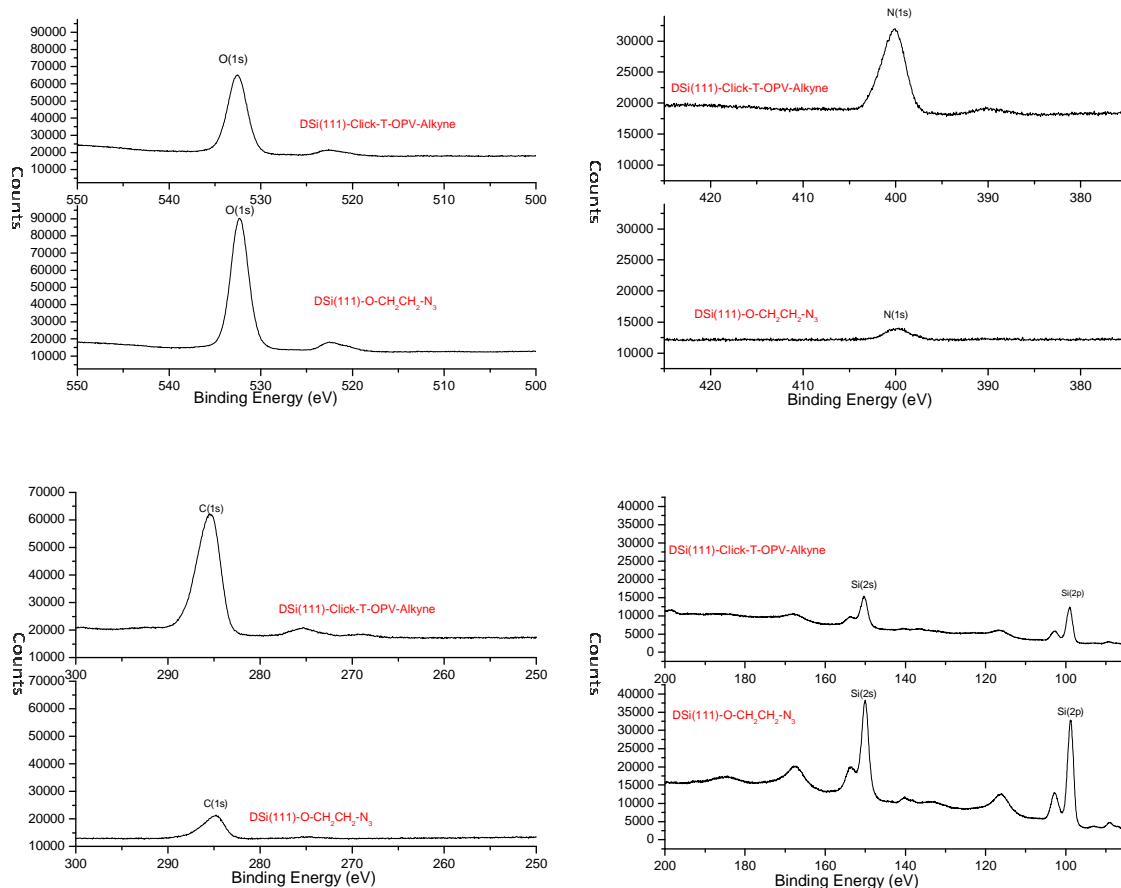 90000
80000
70000
60000
50000
40000
30000
20000
10000
O(1s)
DSi(111)-Click-T-OPV-Alkyne
550 540 530 520 510 500
Counts
90000
80000
70000
60000
50000
40000
30000
20000
10000
O(1s)
DSi(111)-O-CH2CH2-N3
550 540 530 520 510 500
Binding Energy (eV)
30000
25000
20000
15000
10000
N(1s)
DSi(111)-Click-T-OPV-Alkyne
420 410 400 390 380
Counts
30000
25000
20000
15000
10000
DSi(111)-O-CH2CH2-N3
N(1s)
420 410 400 390 380
Binding Energy (eV)
70000
60000
50000
40000
30000
20000
10000
C(1s)
DSi(111)-Click-T-OPV-Alkyne
300 290 280 270 260 250
Counts
70000
60000
50000
40000
30000
20000
10000
C(1s)
DSi(111)-O-CH2CH2-N3
300 290 280 270 260 250
Binding Energy (eV)
40000
35000
30000
25000
20000
15000
10000
5000
0
DSi(111)-Click-T-OPV-Alkyne
Si(2s)
Si(2p)
200 180 160 140 120 100
Counts
40000
35000
30000
25000
20000
15000
10000
5000
0
DSi(111)-O-CH2CH2-N3
Si(2s)
Si(2p)
200 180 160 140 120 100
Binding Energy (eV)